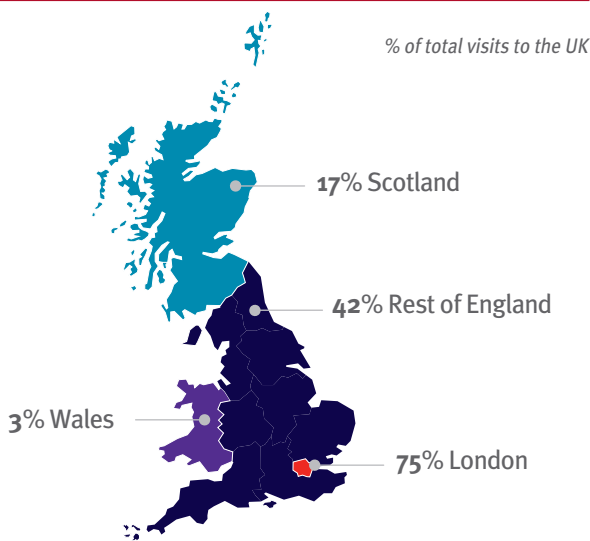 % of total visits to the UK
17% Scotland
42% Rest of England
3% Wales
75% London